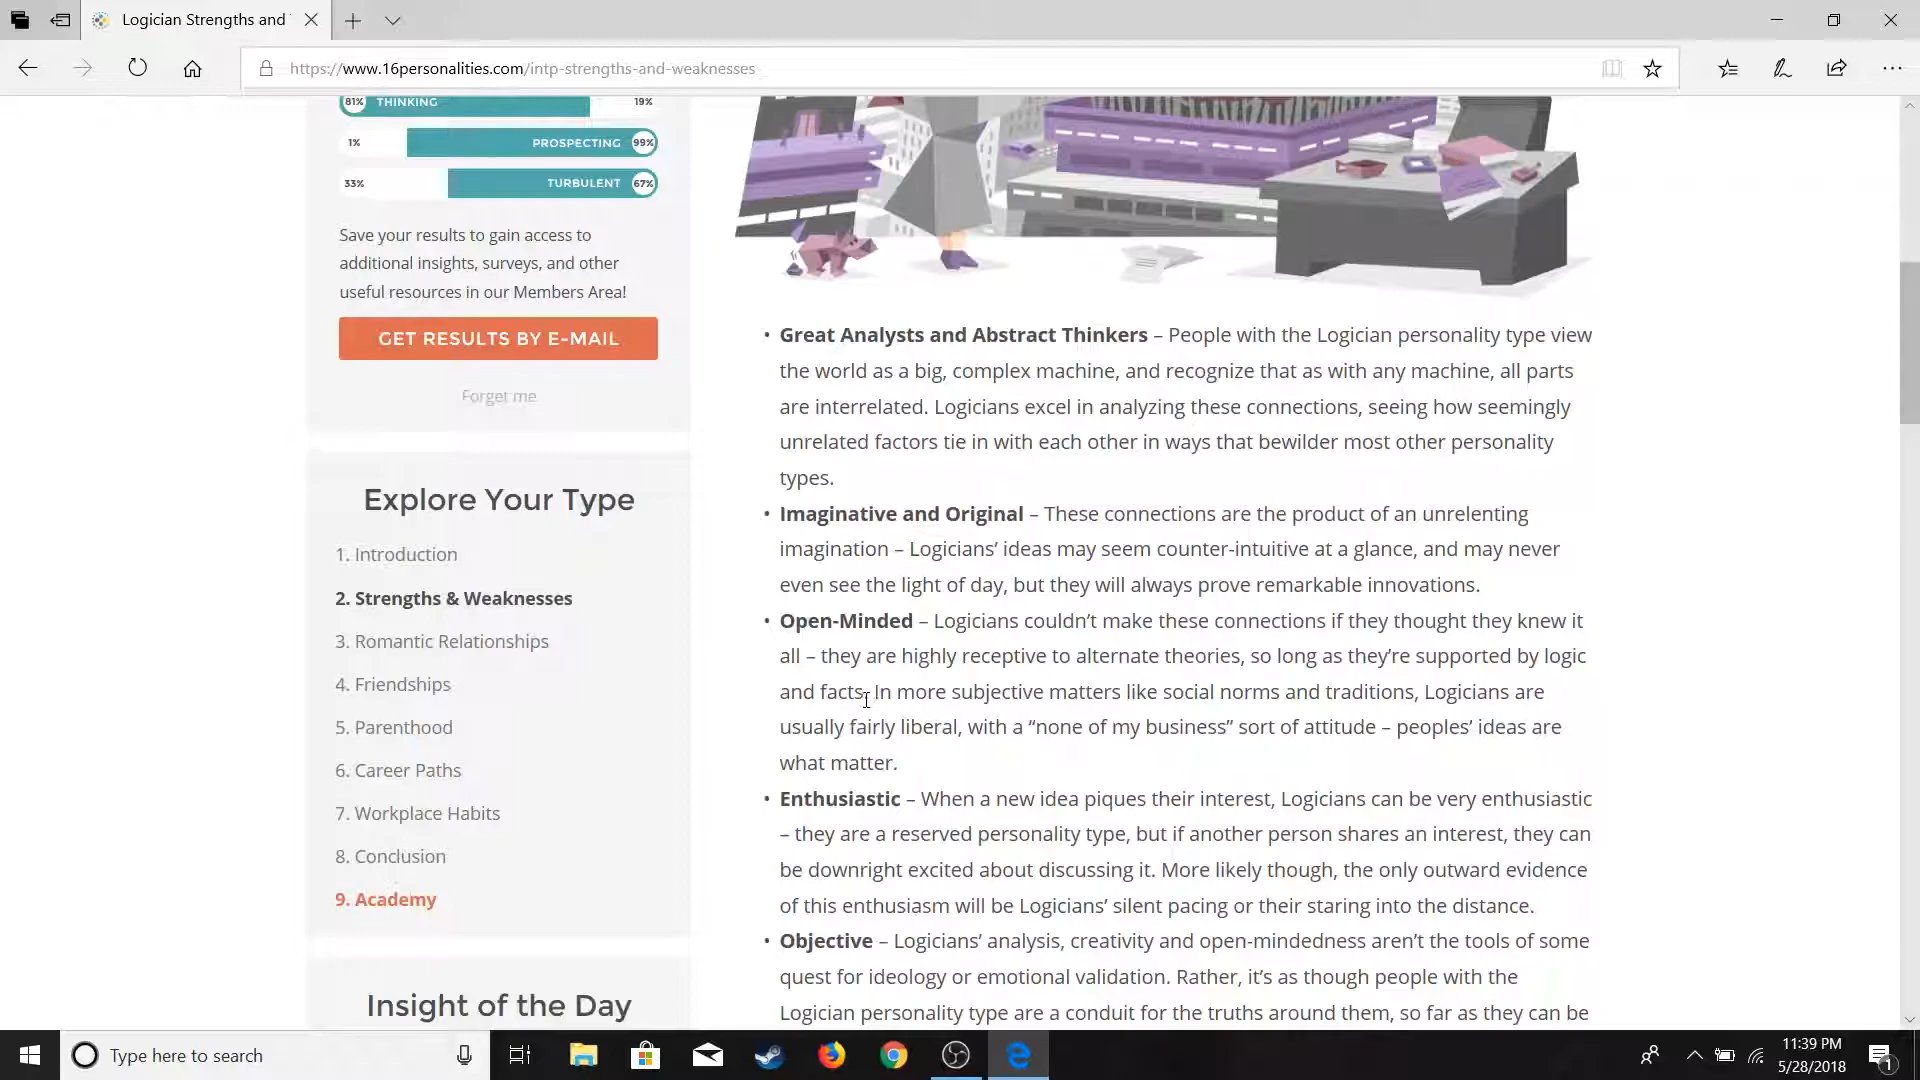 Logician Strengths and
https://www.16personalities.com/intp-strengths-and-weaknesses
81% THINKING 19%
1% PROSPECTING 99%
33% TURBULENT 67%
Save your results to gain access to
additional insights, surveys, and other
useful resources in our Members Area!
GET RESULTS BY E-MAIL
Forget me
Explore Your Type
1. Introduction
2. Strengths & Weaknesses
3. Romantic Relationships
4. Friendships
5. Parenthood
6. Career Paths
7. Workplace Habits
8. Conclusion
9. Academy
Insight of the Day
• Great Analysts and Abstract Thinkers – People with the Logician personality type view
the world as a big, complex machine, and recognize that as with any machine, all parts
are interrelated. Logicians excel in analyzing these connections, seeing how seemingly
unrelated factors tie in with each other in ways that bewilder most other personality
types.
• Imaginative and Original – These connections are the product of an unrelenting
imagination – Logicians’ ideas may seem counter-intuitive at a glance, and may never
even see the light of day, but they will always prove remarkable innovations.
• Open-Minded – Logicians couldn’t make these connections if they thought they knew it
all – they are highly receptive to alternate theories, so long as they’re supported by logic
and facts. In more subjective matters like social norms and traditions, Logicians are
usually fairly liberal, with a “none of my business” sort of attitude – peoples’ ideas are
what matter.
• Enthusiastic – When a new idea piques their interest, Logicians can be very enthusiastic
– they are a reserved personality type, but if another person shares an interest, they can
be downright excited about discussing it. More likely though, the only outward evidence
of this enthusiasm will be Logicians’ silent pacing or their staring into the distance.
• Objective – Logicians’ analysis, creativity and open-mindedness aren’t the tools of some
quest for ideology or emotional validation. Rather, it’s as though people with the
Logician personality type are a conduit for the truths around them, so far as they can be
Type here to search
11:39 PM
5/28/2018
1